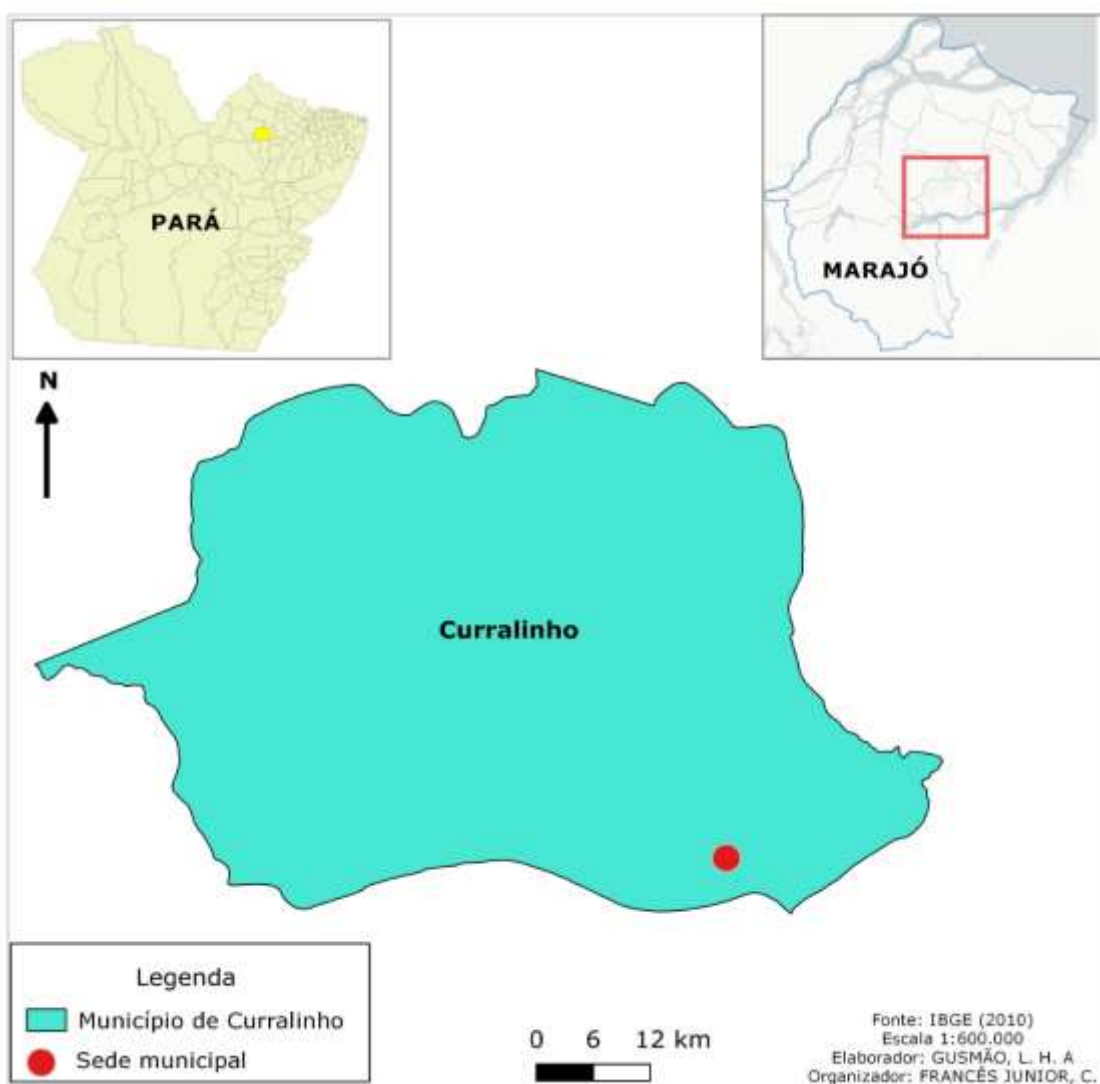 PARÁ
MARAJÓ
N
Curralinho
Legenda
Município de Curralinho
Sede municipal
0 6 12 km
Fonte: IBGE (2010)
Escala 1:600.000
Elaborador: GUSMÃO, L. H. A
Organizador: FRANCÊS JUNIOR, C.